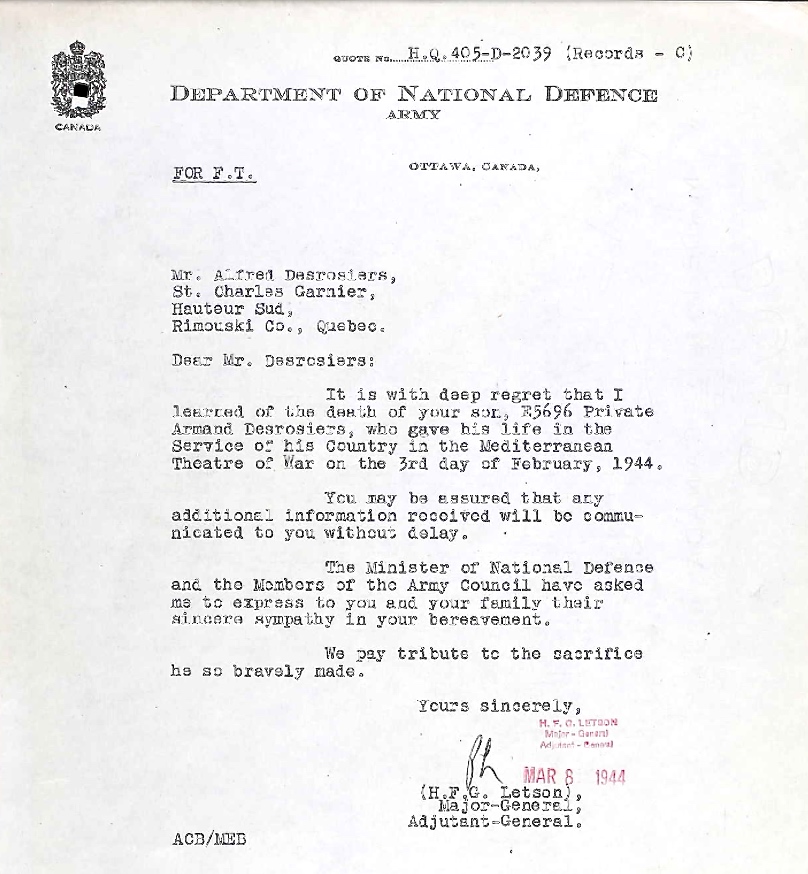 QUOTE NO. H.Q. 405-D-2039 (Records - C)
DEPARTMENT OF NATIONAL DEFENCE
ARMY
CANADA
OTTAWA, CANADA,
FOR F.T.
Mr. Alfred Desrosiers,
St. Charles Garnier,
Hauteur Sud,
Rimouski Co., Quebec.
Dear Mr. Desrosiers:
It is with deep regret that I
learned of the death of your son, E5696 Private
Armand Desrosiers, who gave his life in the
Service of his Country in the Mediterranean
Theatre of War on the 3rd day of February, 1944.
You may be assured that any
additional information received will be commu-
nicated to you without delay.
The Minister of National Defence
and the Members of the Army Council have asked
me to express to you and your family their
sincere sympathy in your bereavement.
We pay tribute to the sacrifice
he so bravely made.
Yours sincerely,
H. F. G. LETSON
Major - General
Adjutant - General
MAR 8 1944
(H.F.G. Letson),
Major-General,
Adjutant-General.
ACB/MEB